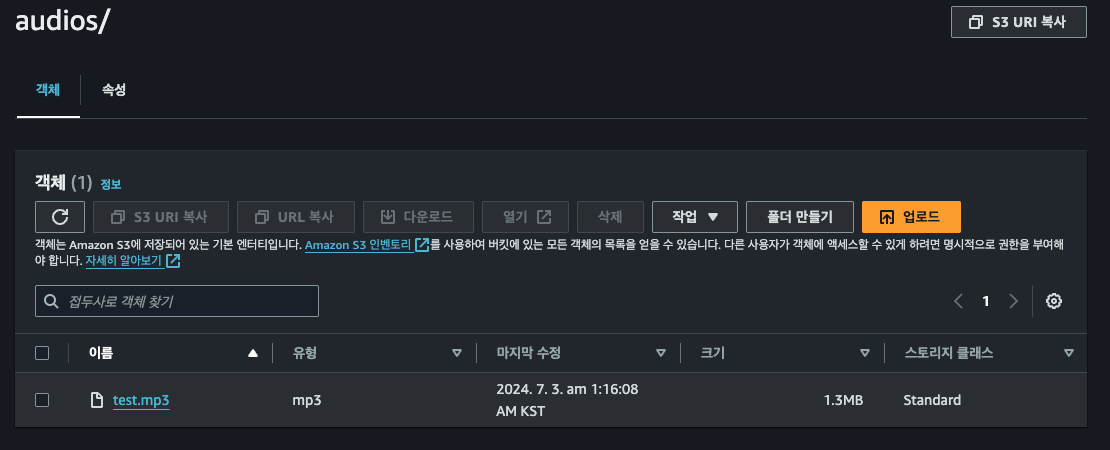 audios/
S3 URI 복사
객체 속성
객체 (1) 정보
S3 URI 복사 URL 복사 다운로드 열기 삭제 작업 폴더 만들기 업로드
객체는 Amazon S3에 저장되어 있는 기본 엔터티입니다. Amazon S3 인벤토리를 사용하여 버킷에 있는 모든 객체의 목록을 얻을 수 있습니다. 다른 사용자가 객체에 액세스할 수 있게 하려면 명시적으로 권한을 부여해
야 합니다. 자세히 알아보기
접두사로 객체 찾기
1
이름 유형 마지막 수정 크기 스토리지 클래스
test.mp3 mp3 2024. 7. 3. am 1:16:08 1.3MB Standard
AM KST